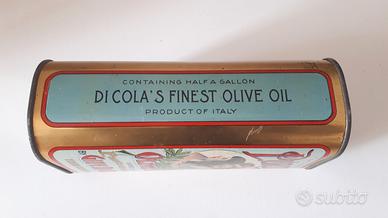 CONTAINING HALF A GALLON
DI COLA'S FINEST OLIVE OIL
PRODUCT OF ITALY
subito